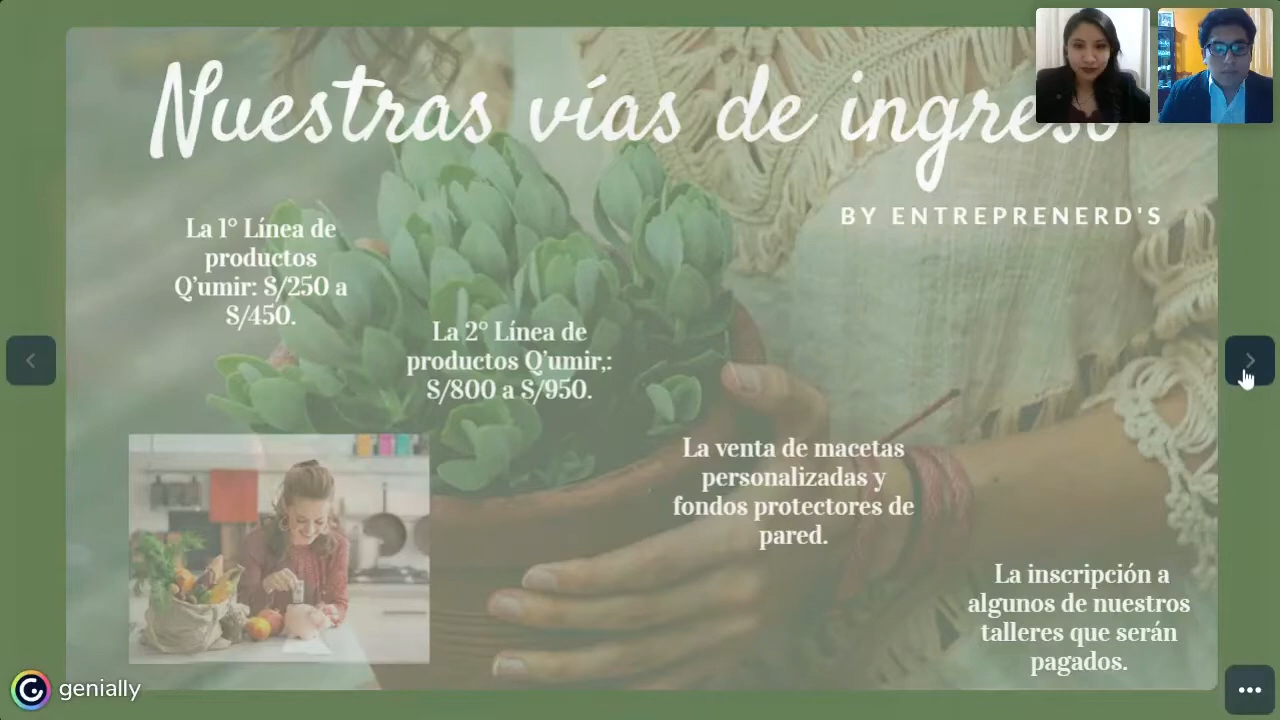 Nuestras vías de ingreso
BY ENTREPRENERD'S
La 1° Línea de
productos
Q'umir: S/250 a
S/450.
La 2° Línea de
productos Q'umir,:
S/800 a S/950.
La venta de macetas
personalizadas y
fondos protectores de
pared.
La inscripción a
algunos de nuestros
talleres que serán
pagados.
genially